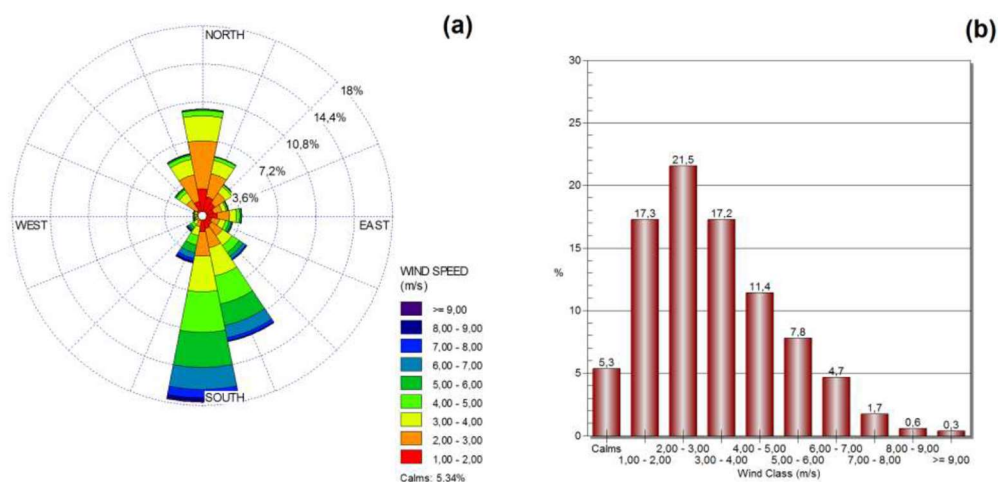 (a)
NORTH
18%
14,4%
10,8%
7,2%
3,6%
WEST
EAST
SOUTH
WIND SPEED
(m/s)
>= 9,00
8,00 - 9,00
7,00 - 8,00
6,00 - 7,00
5,00 - 6,00
4,00 - 5,00
3,00 - 4,00
2,00 - 3,00
1,00 - 2,00
Calms: 5,34%
(b)
30
25
20
15
10
5
0
%
5,3
17,3
21,5
17,2
11,4
7,8
4,7
1,7
0,6
0,3
Calms 2,00 - 3,00 4,00 - 5,00 6,00 - 7,00 8,00 - 9,00
1,00 - 2,00 3,00 - 4,00 5,00 - 6,00 7,00 - 8,00 >= 9,00
Wind Class (m/s)